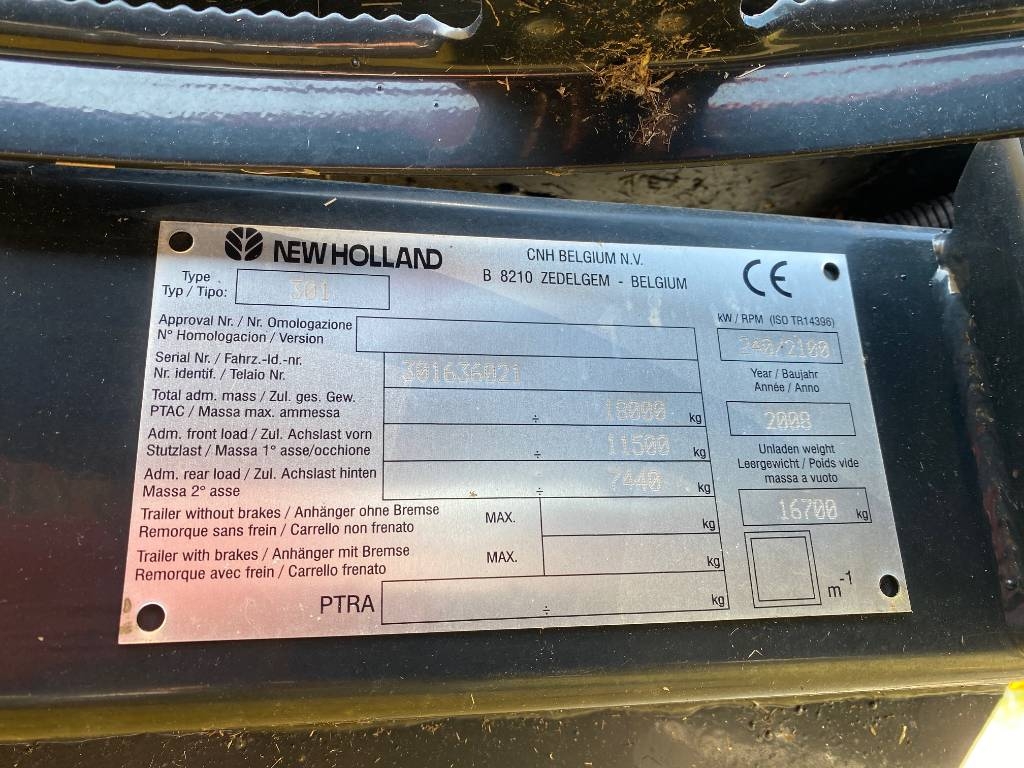 NEW HOLLAND
CNH BELGIUM N.V.
B 8210 ZEDELGEM - BELGIUM
CE
Type
Typ / Tipo:
301
Approval Nr. / Nr. Omologazione
N° Homologacion / Version
Serial Nr. / Fahrz.-Id.-nr.
Nr. identif. / Telaio Nr.
301636021
Total adm. mass / Zul. ges. Gew.
PTAC / Massa max. ammessa
÷ 18000 kg
Adm. front load / Zul. Achslast vorn
Stutzlast / Massa 1° asse/occhione
÷ 11500 kg
Adm. rear load / Zul. Achslast hinten
Massa 2° asse
÷ 7440 kg
Trailer without brakes / Anhänger ohne Bremse
Remorque sans frein / Carrello non frenato
MAX.
kg
Trailer with brakes / Anhänger mit Bremse
Remorque avec frein / Carrello frenato
MAX.
kg
PTRA
÷ kg
kW / RPM (ISO TR14396)
240/2100
Year / Baujahr
Année / Anno
2008
Unladen weight
Leergewicht / Poids vide
massa a vuoto
16700 kg
m-1